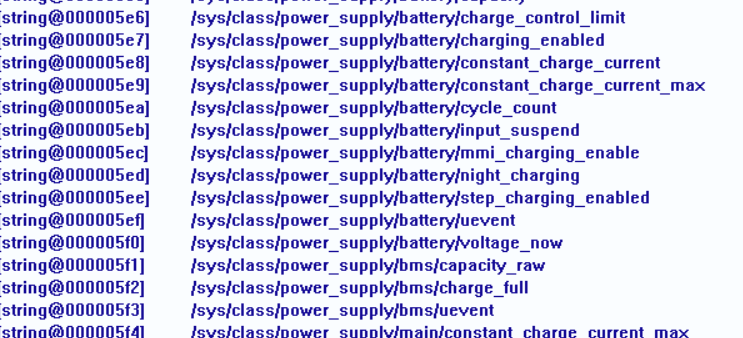 /sys/class/power_supply/battery/capacity
[string@000005e6] /sys/class/power_supply/battery/charge_control_limit
[string@000005e7] /sys/class/power_supply/battery/charging_enabled
[string@000005e8] /sys/class/power_supply/battery/constant_charge_current
[string@000005e9] /sys/class/power_supply/battery/constant_charge_current_max
[string@000005ea] /sys/class/power_supply/battery/cycle_count
[string@000005eb] /sys/class/power_supply/battery/input_suspend
[string@000005ec] /sys/class/power_supply/battery/mmi_charging_enable
[string@000005ed] /sys/class/power_supply/battery/night_charging
[string@000005ee] /sys/class/power_supply/battery/step_charging_enabled
[string@000005ef] /sys/class/power_supply/battery/uevent
[string@000005f0] /sys/class/power_supply/battery/voltage_now
[string@000005f1] /sys/class/power_supply/bms/capacity_raw
[string@000005f2] /sys/class/power_supply/bms/charge_full
[string@000005f3] /sys/class/power_supply/bms/uevent
[string@000005f4] /sys/class/power_supply/main/constant_charge_current_max